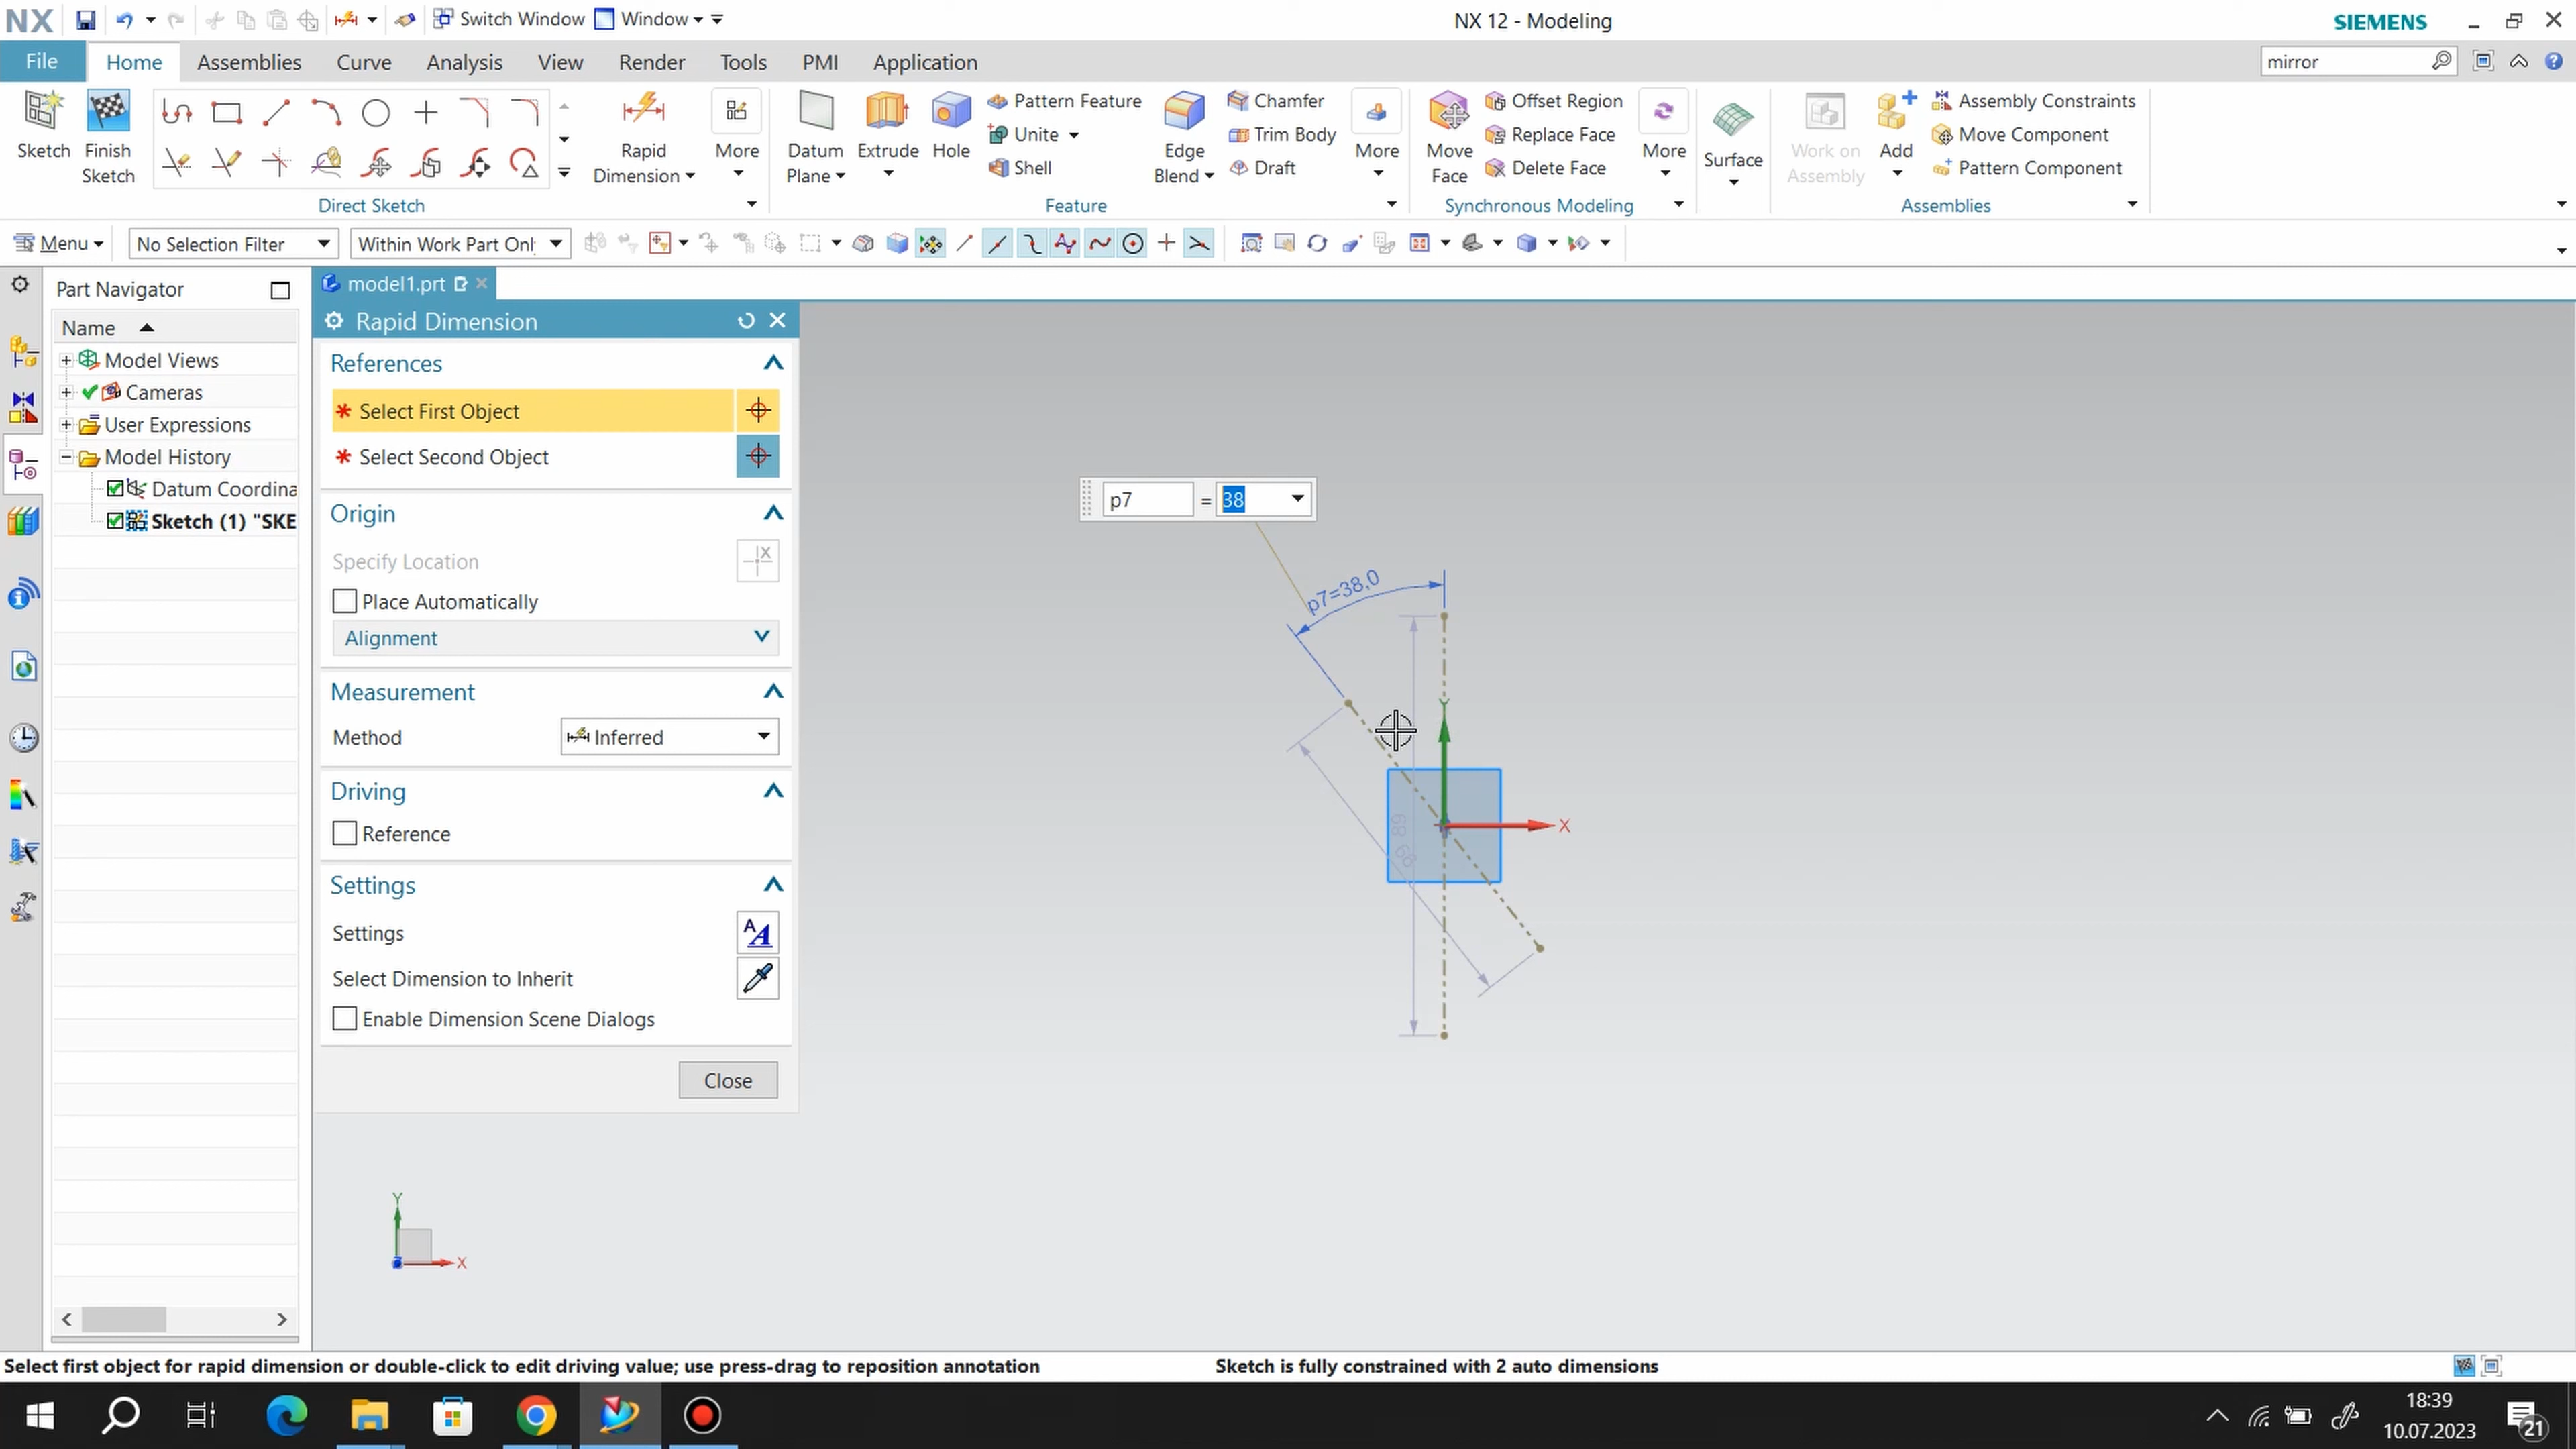 NX
Switch Window
Window
NX 12 - Modeling
SIEMENS
File
Home
Assemblies
Curve
Analysis
View
Render
Tools
PMI
Application
mirror
Sketch
Finish
Sketch
Rapid
Dimension
More
Direct Sketch
Datum
Plane
Extrude
Hole
Pattern Feature
Unite
Shell
Edge
Blend
Chamfer
Trim Body
Draft
More
Feature
Move
Face
Offset Region
Replace Face
Delete Face
More
Synchronous Modeling
Surface
Work on
Assembly
Add
Assembly Constraints
Move Component
Pattern Component
Assemblies
Menu
No Selection Filter
Within Work Part Onl
Part Navigator
Name
Model Views
Cameras
User Expressions
Model History
Datum Coordina
Sketch (1) "SKE
model1.prt
Rapid Dimension
References
* Select First Object
* Select Second Object
Origin
Specify Location
Place Automatically
Alignment
Measurement
Method
Inferred
Driving
Reference
Settings
Settings
Select Dimension to Inherit
Enable Dimension Scene Dialogs
Close
p7 = 38
p7=38,0
Y
X
89
66
Y
X
Select first object for rapid dimension or double-click to edit driving value; use press-drag to reposition annotation
Sketch is fully constrained with 2 auto dimensions
18:39
10.07.2023
21